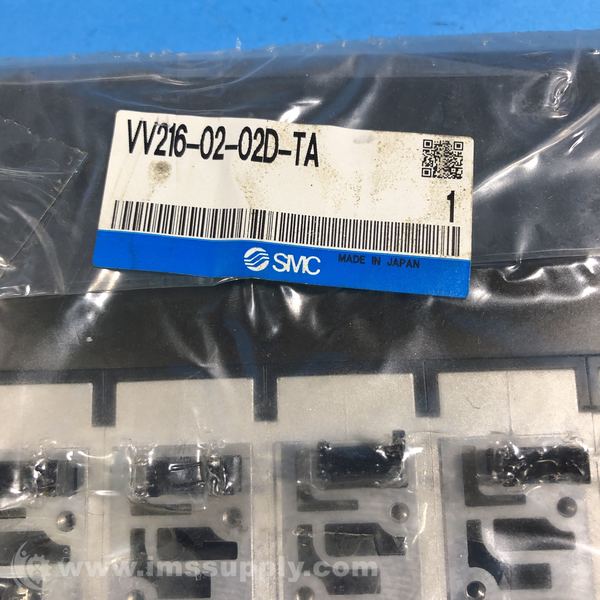 VV216-02-02D-TA
1
SMC
MADE IN JAPAN
www.imssupply.com